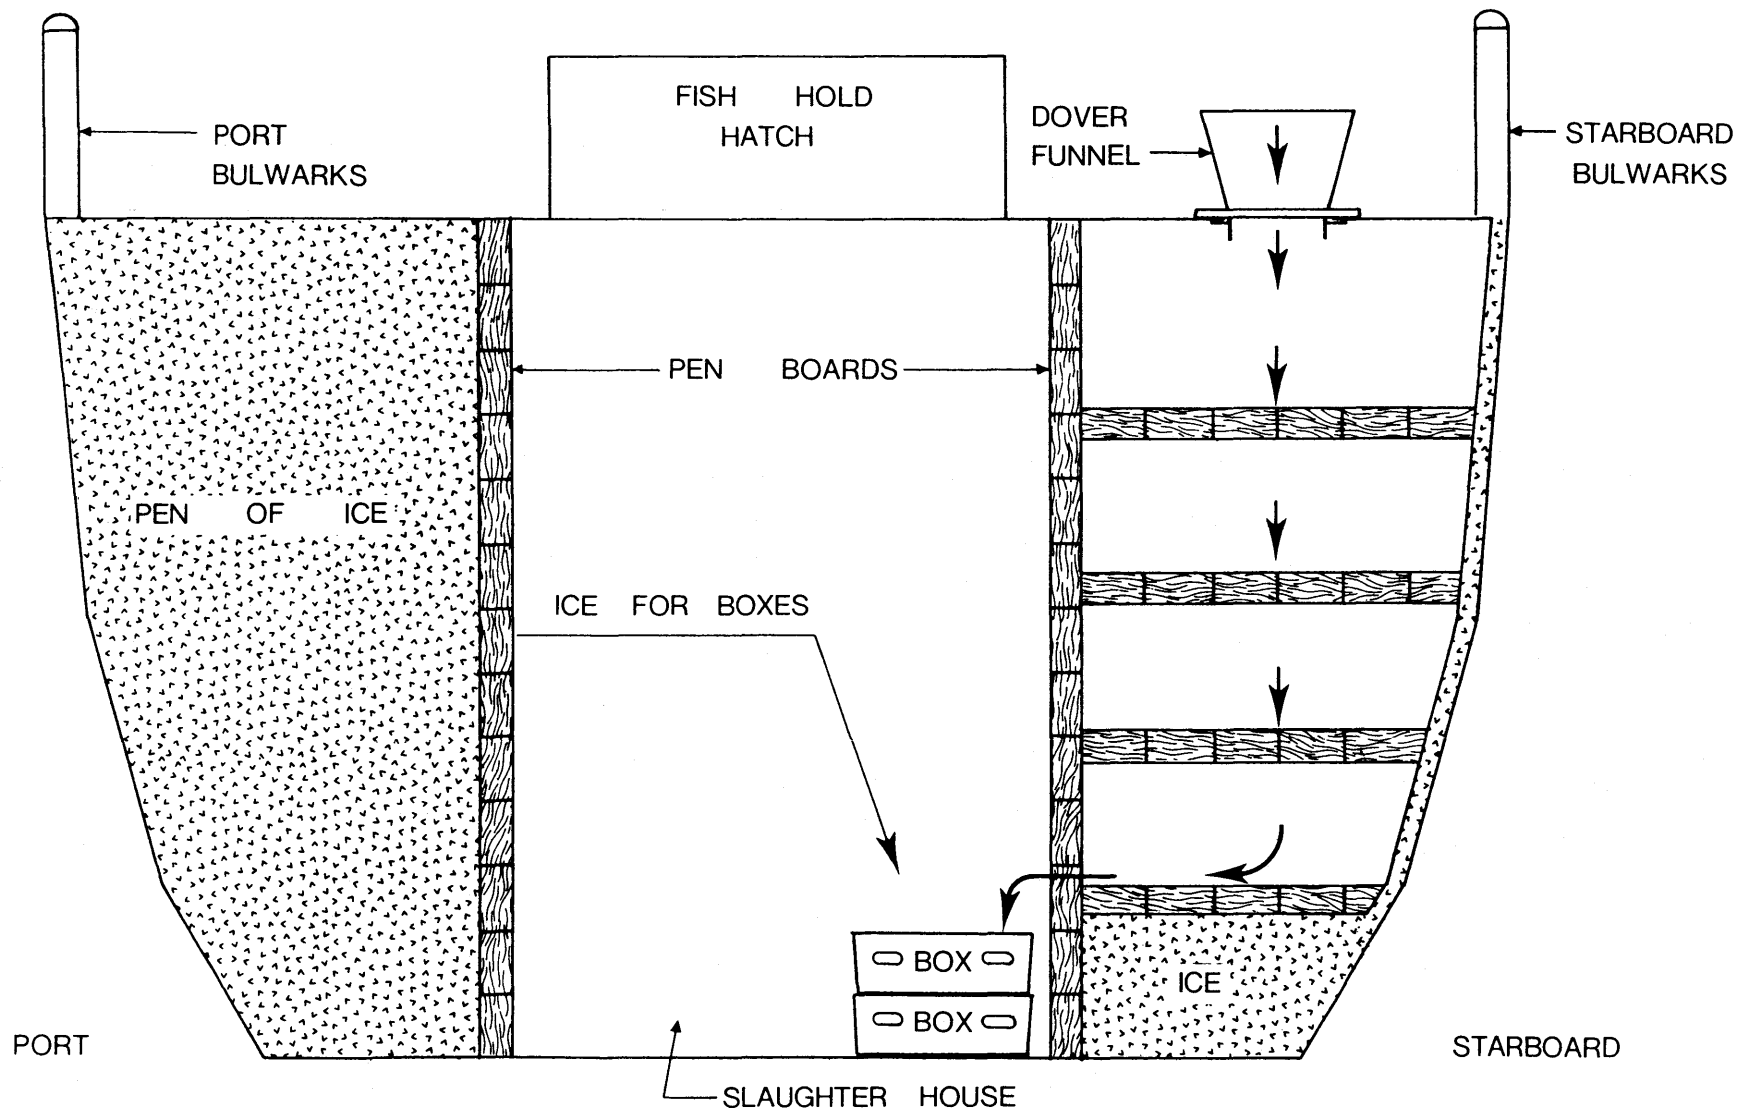 FISH HOLD
HATCH
DOVER
FUNNEL
PORT
BULWARKS
STARBOARD
BULWARKS
PEN BOARDS
PEN OF ICE
ICE FOR BOXES
BOX
ICE
BOX
PORT
STARBOARD
SLAUGHTER HOUSE